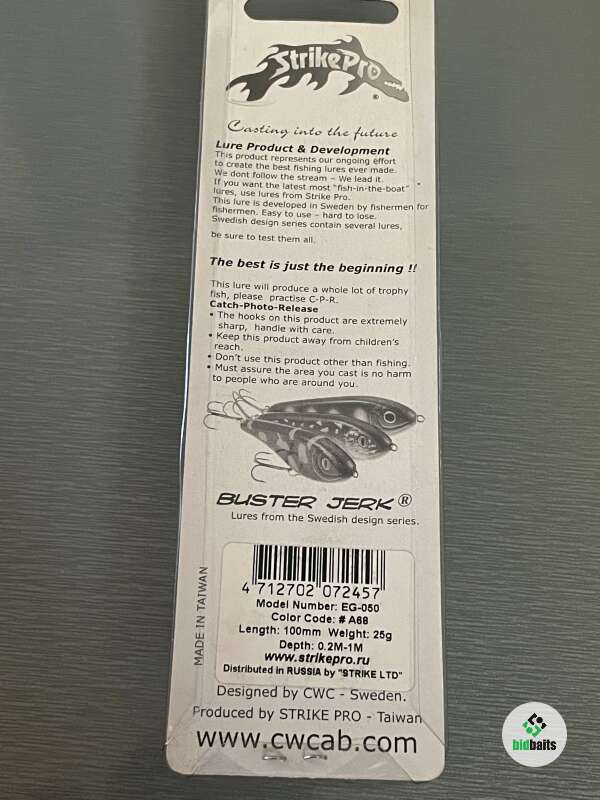 StrikePro
®
Casting into the future
Lure Product & Development
This product represents our ongoing effort
to create the best fishing lures ever made.
We dont follow the stream – We lead it.
If you want the latest most "fish-in-the-boat"
lures, use lures from Strike Pro.
This lure is developed in Sweden by fishermen for
fishermen. Easy to use – hard to lose.
Swedish design series contain several lures,
be sure to test them all.
The best is just the beginning !!
This lure will produce a whole lot of trophy
fish, please practise C-P-R.
Catch-Photo-Release
• The hooks on this product are extremely
sharp, handle with care.
• Keep this product away from children's
reach.
• Don't use this product other than fishing.
• Must assure the area you cast is no harm
to people who are around you.
BUSTER JERK®
Lures from the Swedish design series.
MADE IN TAIWAN
4 712702 072457
Model Number: EG-050
Color Code: # A68
Length: 100mm Weight: 25g
Depth: 0.2M-1M
www.strikepro.ru
Distributed in RUSSIA by "STRIKE LTD"
Designed by CWC - Sweden.
Produced by STRIKE PRO - Taiwan
www.cwcab.com
bidbaits